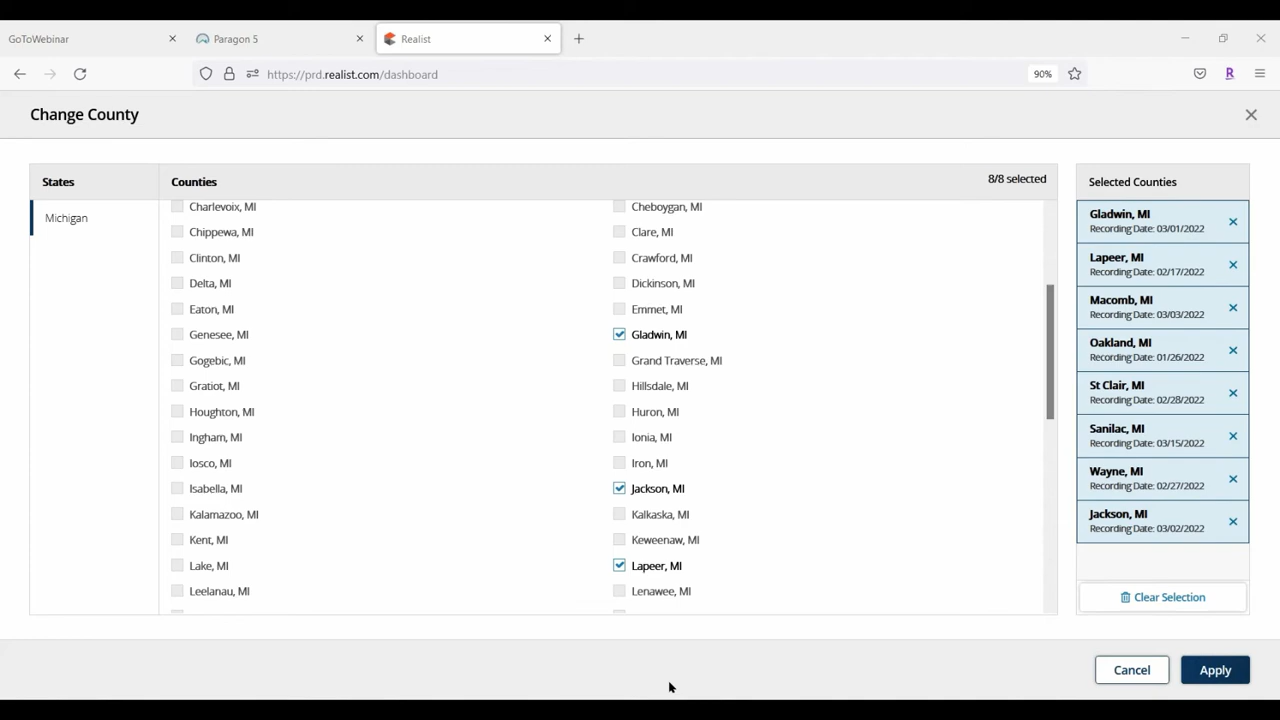 GoToWebinar
Paragon 5
Realist
https://prd.realist.com/dashboard
90%
R
Change County
States
Counties
8/8 selected
Selected Counties
Michigan
Charlevoix, MI
Cheboygan, MI
Chippewa, MI
Clare, MI
Clinton, MI
Crawford, MI
Delta, MI
Dickinson, MI
Eaton, MI
Emmet, MI
Genesee, MI
Gladwin, MI
Gogebic, MI
Grand Traverse, MI
Gratiot, MI
Hillsdale, MI
Houghton, MI
Huron, MI
Ingham, MI
Ionia, MI
Iosco, MI
Iron, MI
Isabella, MI
Jackson, MI
Kalamazoo, MI
Kalkaska, MI
Kent, MI
Keweenaw, MI
Lake, MI
Lapeer, MI
Leelanau, MI
Lenawee, MI
Gladwin, MI
Recording Date: 03/01/2022
Lapeer, MI
Recording Date: 02/17/2022
Macomb, MI
Recording Date: 03/03/2022
Oakland, MI
Recording Date: 01/26/2022
St Clair, MI
Recording Date: 02/28/2022
Sanilac, MI
Recording Date: 03/15/2022
Wayne, MI
Recording Date: 02/27/2022
Jackson, MI
Recording Date: 03/02/2022
Clear Selection
Cancel
Apply